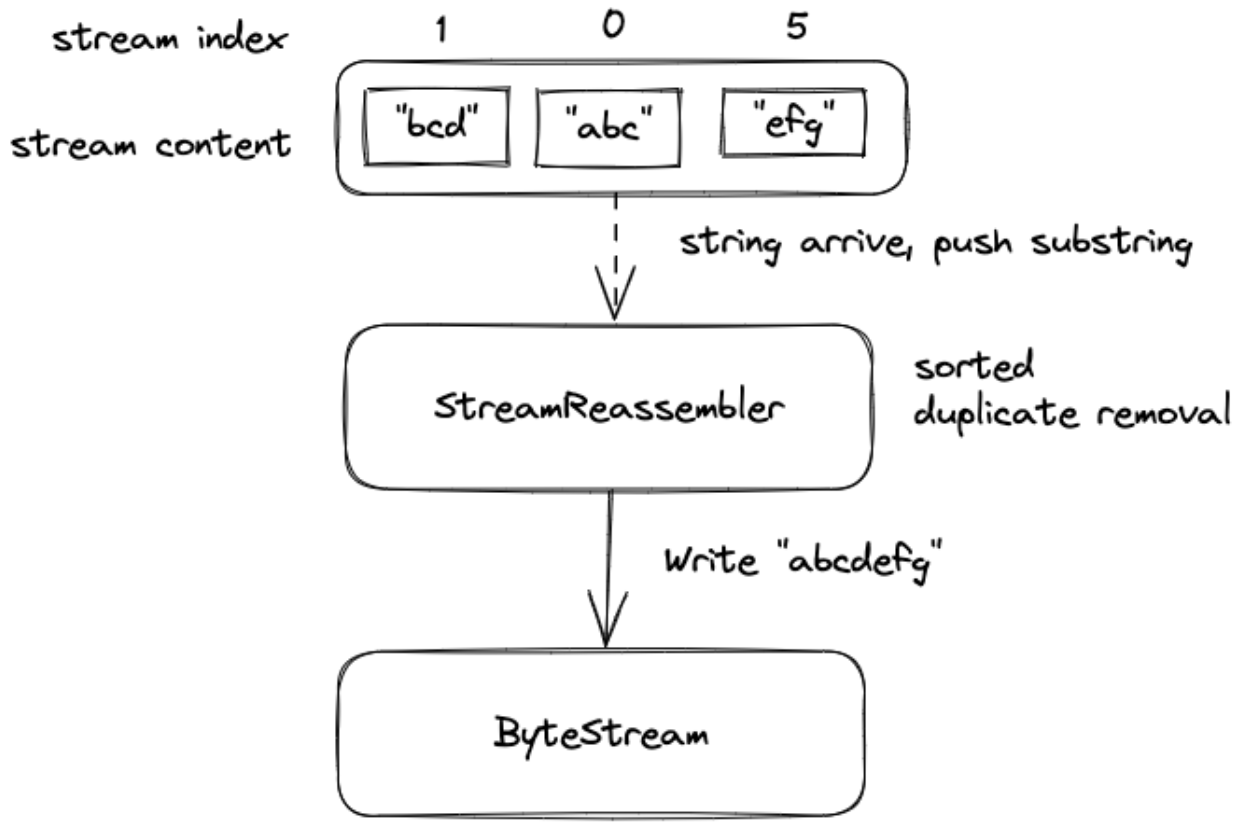 stream index 1 0 5
stream content "bcd" "abc" "efg"
string arrive, push substring
StreamReassembler
sorted
duplicate removal
Write "abcdefg"
ByteStream